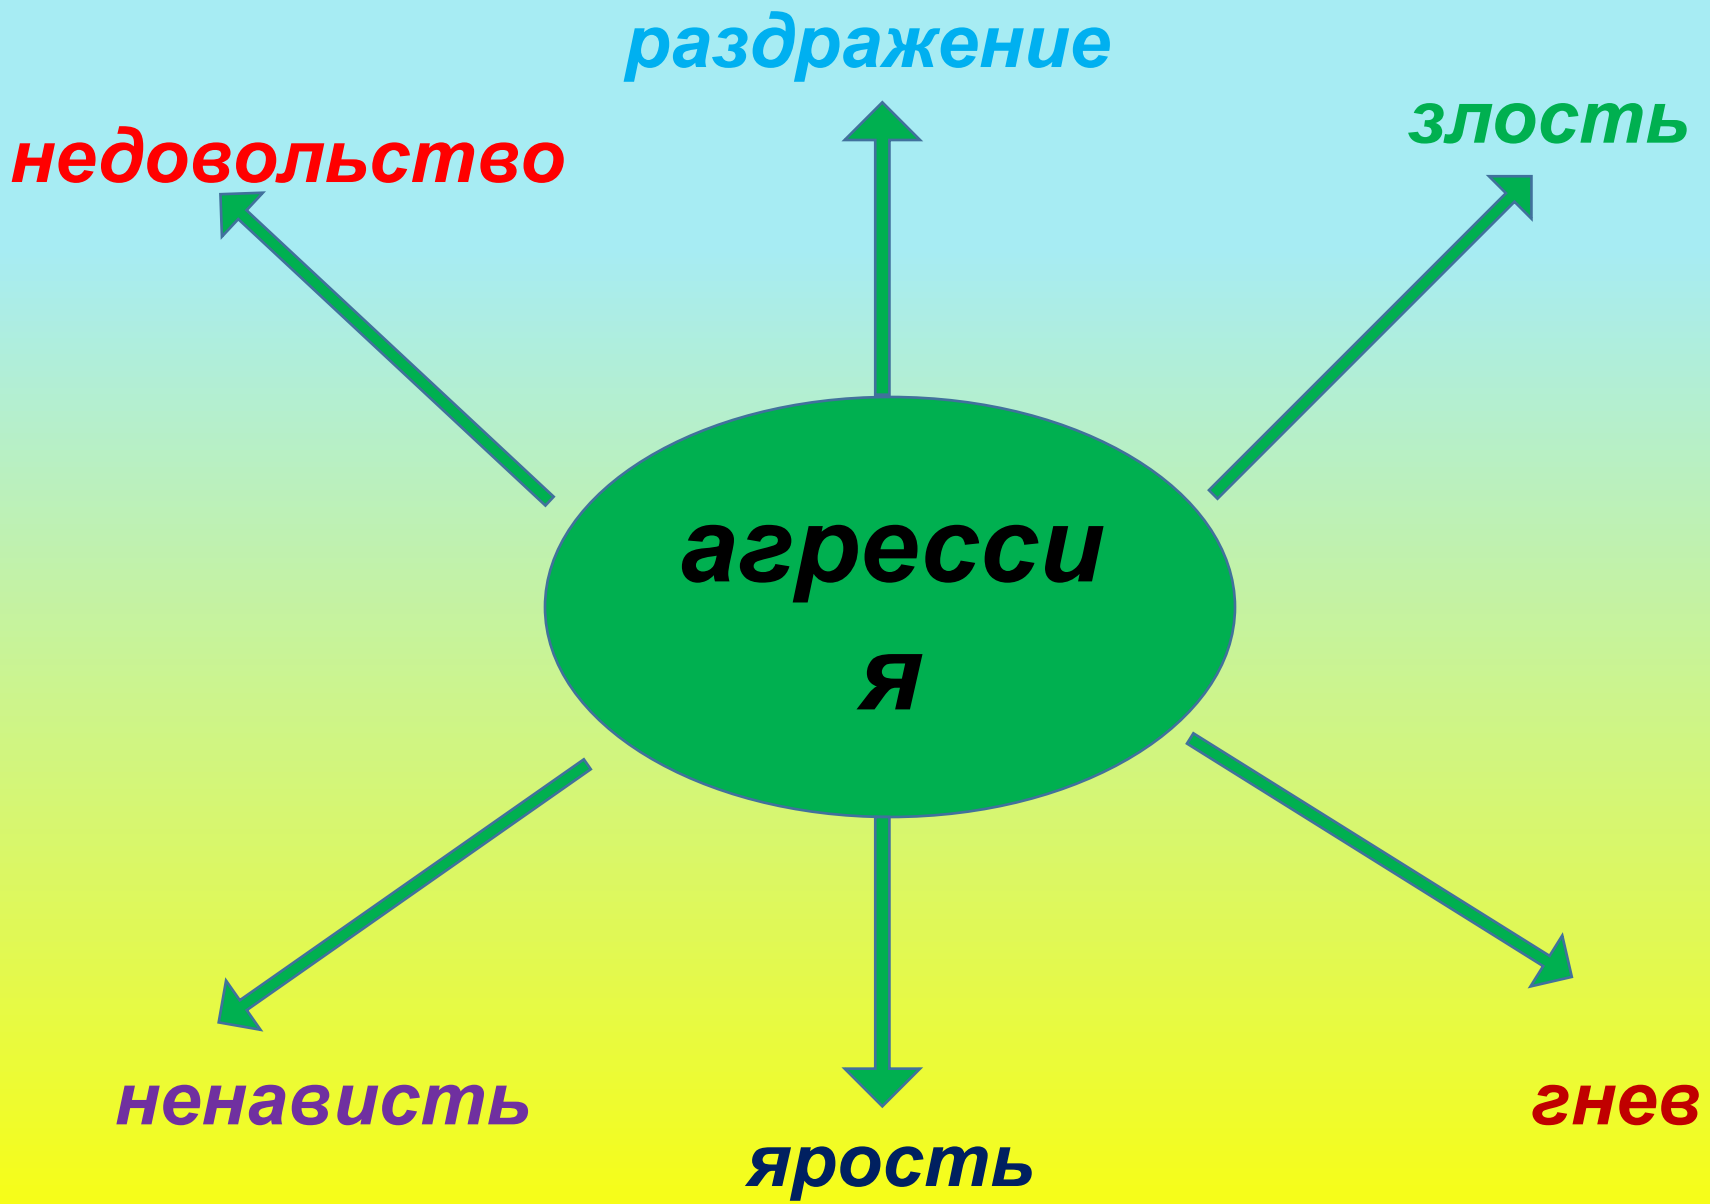 раздражение
злость
недовольство
агресси
я
ненависть
гнев
ярость